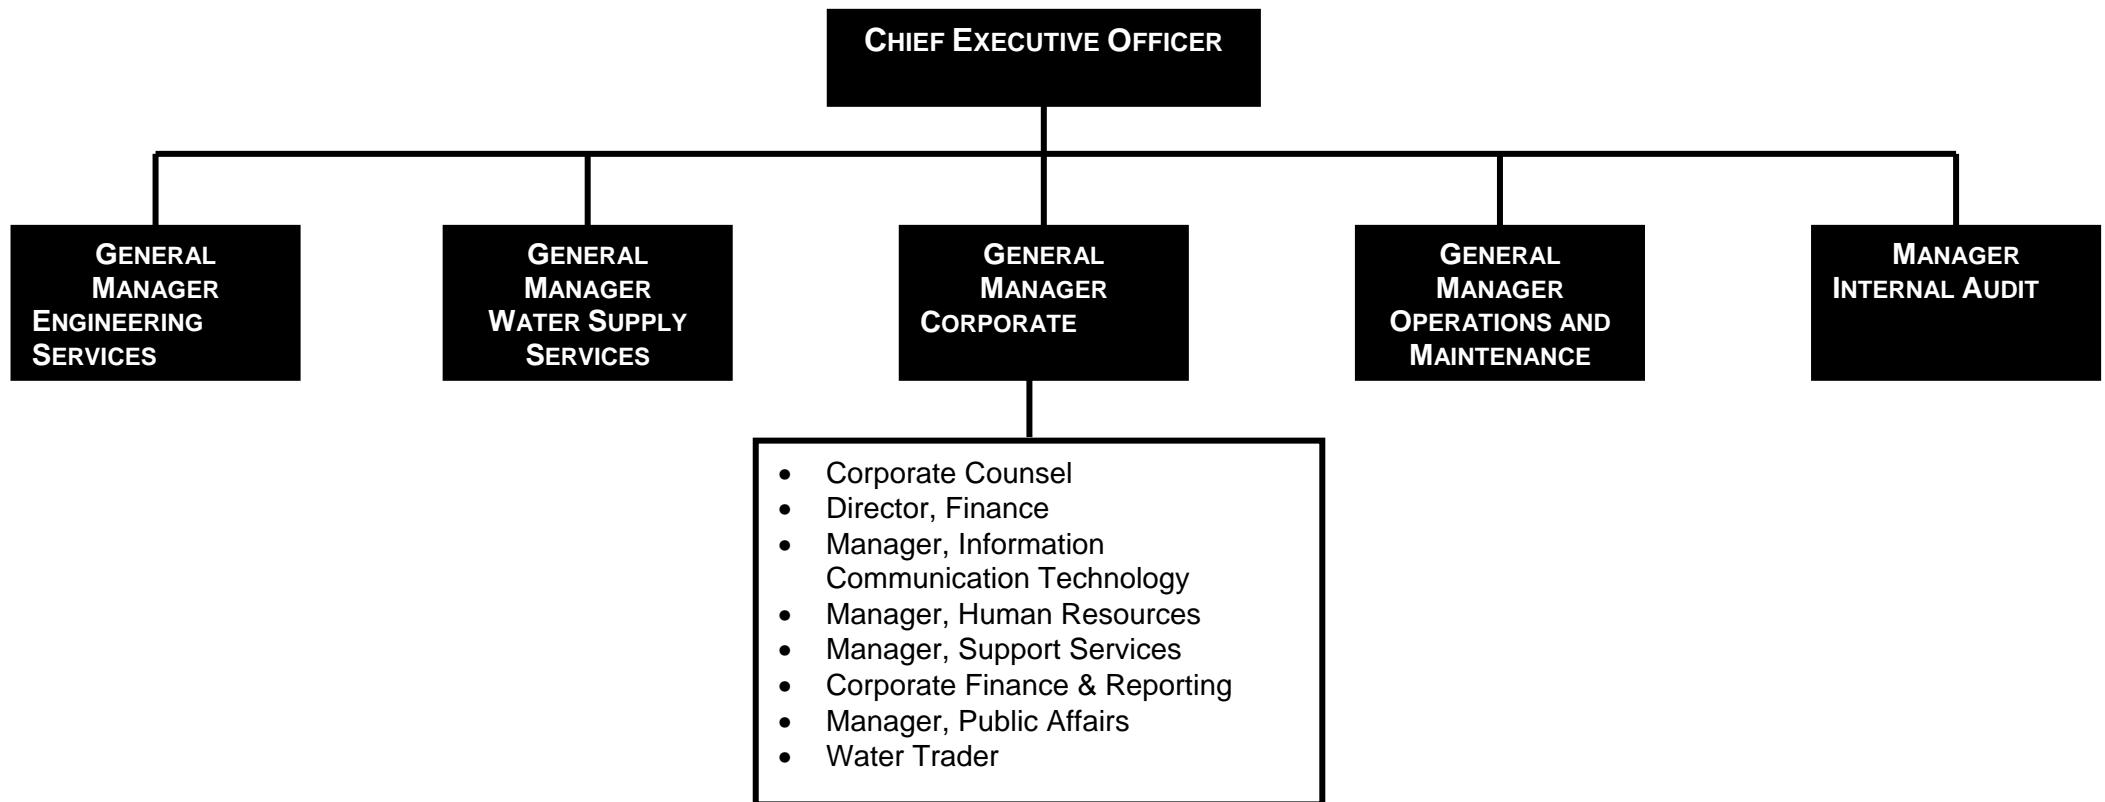 CHIEF EXECUTIVE OFFICER
GENERAL
MANAGER
ENGINEERING
SERVICES
GENERAL
MANAGER
WATER SUPPLY
SERVICES
GENERAL
MANAGER
CORPORATE
GENERAL
MANAGER
OPERATIONS AND
MAINTENANCE
MANAGER
INTERNAL AUDIT
• Corporate Counsel
• Director, Finance
• Manager, Information
Communication Technology
• Manager, Human Resources
• Manager, Support Services
• Corporate Finance & Reporting
• Manager, Public Affairs
• Water Trader